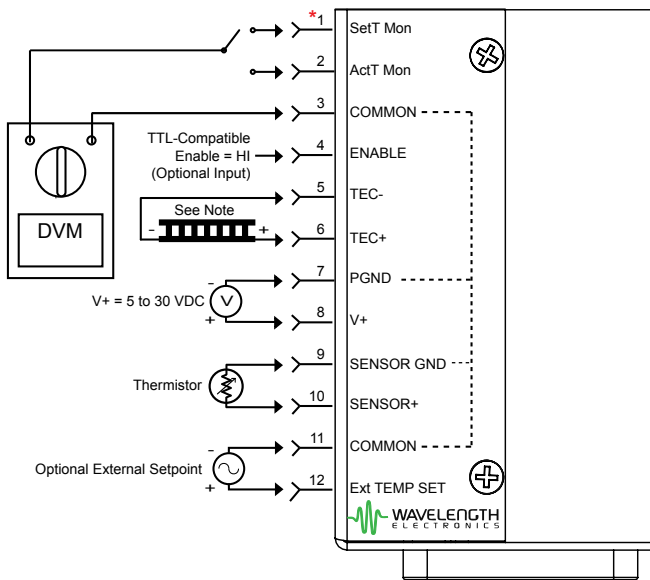 *1 SetT Mon
2 ActT Mon
3 COMMON
TTL-Compatible
Enable = HI
(Optional Input)
4 ENABLE
5 TEC-
See Note
- +
6 TEC+
DVM
7 PGND
-
V+ = 5 to 30 VDC
V
+
8 V+
9 SENSOR GND
Thermistor
10 SENSOR+
11 COMMON
-
Optional External Setpoint
+
12 Ext TEMP SET
WAVELENGTH
ELECTRONICS